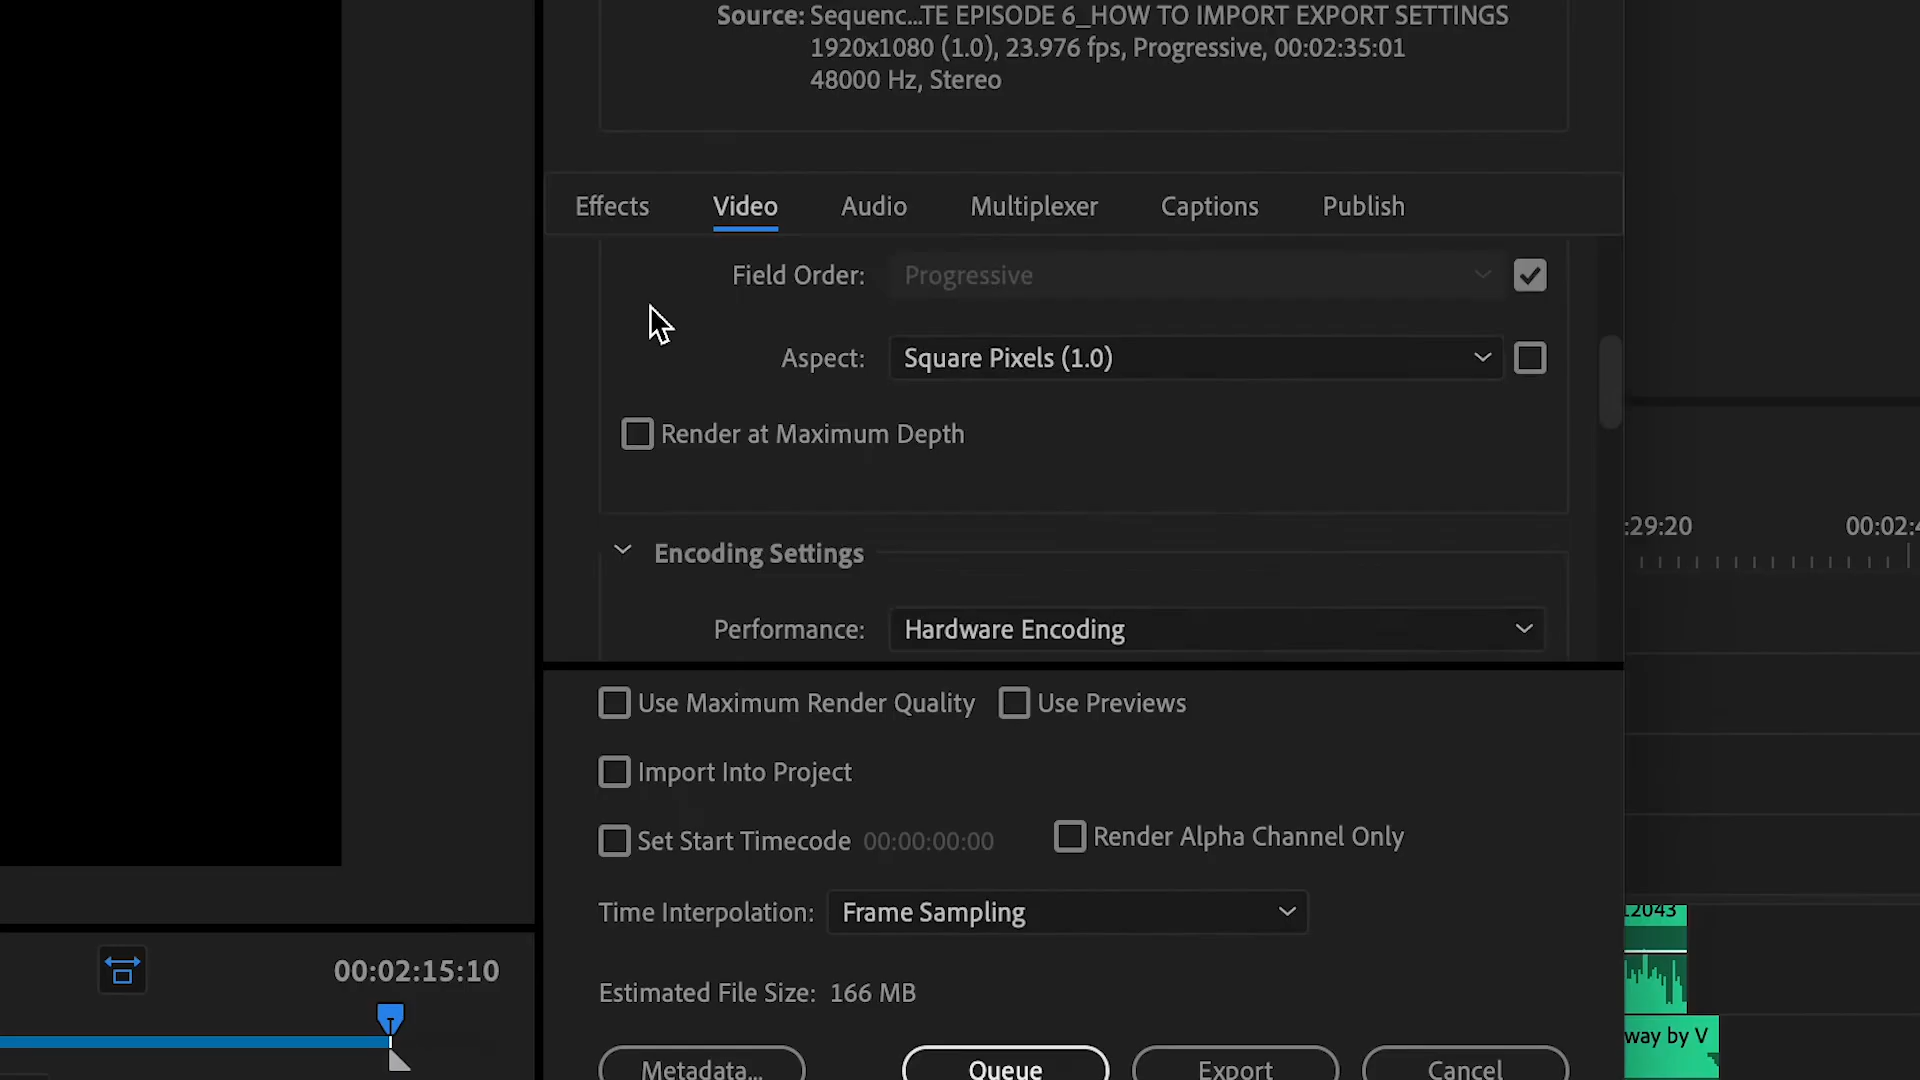 Source: Sequenc...TE EPISODE 6_HOW TO IMPORT EXPORT SETTINGS
1920x1080 (1.0), 23.976 fps, Progressive, 00:02:35:01
48000 Hz, Stereo
Effects Video Audio Multiplexer Captions Publish
Field Order: Progressive
Aspect: Square Pixels (1.0)
Render at Maximum Depth
:29:20 00:02:4
Encoding Settings
Performance: Hardware Encoding
Use Maximum Render Quality Use Previews
Import Into Project
Set Start Timecode 00:00:00:00 Render Alpha Channel Only
Time Interpolation: Frame Sampling
12043
00:02:15:10
Estimated File Size: 166 MB
way by V
Metadata... Queue Export Cancel